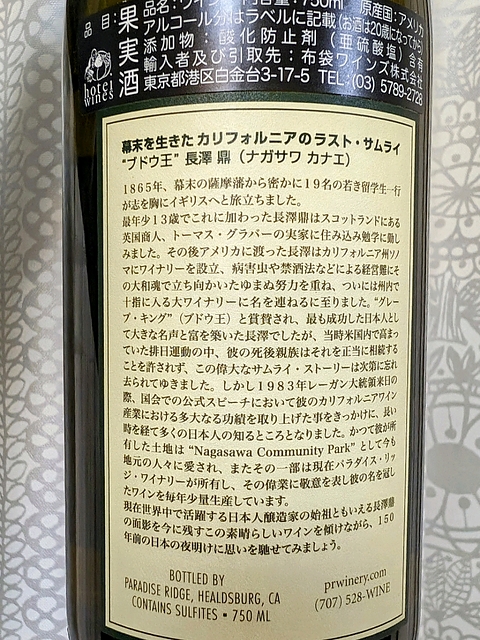 品目：果実酒
品名：ワイン 内容量：750ml 原産国：アメリカ
アルコール分はラベルに記載（お酒は20歳になってから）
添加物：酸化防止剤（亜硫酸塩）含有
輸入者及び引取先：布袋ワインズ株式会社
東京都港区白金台3-17-5 TEL：(03) 5789-2728
hotei wines
幕末を生きた カリフォルニアのラスト・サムライ
“ブドウ王” 長澤 鼎（ナガサワ カナエ）
1865年、幕末の薩摩藩から密かに19名の若き留学生一行
が志を胸にイギリスへと旅立ちました。
最年少13歳でこれに加わった長澤鼎はスコットランドにある
英国商人、トーマス・グラバーの実家に住み込み勉学に勤し
みました。その後アメリカに渡った長澤はカリフォルニア州ソノ
マにワイナリーを設立、病害虫や禁酒法などによる経営難にそ
の大和魂で立ち向かいたゆまぬ努力を重ね、ついには州内で
十指に入る大ワイナリーに名を連ねるに至りました。“グレー
プ・キング”（ブドウ王）と賞賛され、最も成功した日本人とし
て大きな名声と富を築いた長澤でしたが、当時米国内で高まっ
ていた排日運動の中、彼の死後親族はそれを正当に相続する
ことを許されず、この偉大なサムライ・ストーリーは次第に忘れ
去られてゆきました。しかし1983年レーガン大統領来日の
際、国会での公式スピーチにおいて彼のカリフォルニアワイン
産業における多大なる功績を取り上げた事をきっかけに、長い
時を経て多くの日本人の知るところとなりました。かつて彼が所
有した土地は “Nagasawa Community Park” として今も
地元の人々に愛され、またその一部は現在パラダイス・リッ
ジ・ワイナリーが所有し、その偉業に敬意を表し彼の名を冠し
たワインを毎年少量生産しています。
現在世界中で活躍する日本人醸造家の始祖ともいえる長澤鼎
の面影を今に残すこの素晴らしいワインを傾けながら、150
年前の日本の夜明けに思いを馳せてみましょう。
BOTTLED BY
PARADISE RIDGE, HEALDSBURG, CA
CONTAINS SULFITES • 750 ML
prwinery.com
(707) 528-WINE